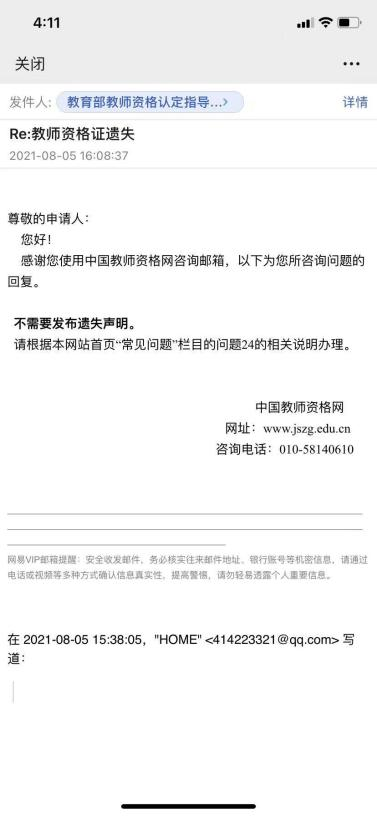 4:11
关闭
发件人: 教育部教师资格认定指导...> 详情
Re:教师资格证遗失
2021-08-05 16:08:37
尊敬的申请人：
您好！
感谢您使用中国教师资格网咨询邮箱，以下为您所咨询问题的
回复。
不需要发布遗失声明。
请根据本网站首页“常见问题”栏目的问题24的相关说明办理。
中国教师资格网
网址：www.jszg.edu.cn
咨询电话：010-58140610
网易VIP邮箱提醒：安全收发邮件，务必核实往来邮件地址、银行账号等机密信息，请通过
电话或视频等多种方式确认信息真实性，提高警惕，请勿轻易透露个人重要信息。
在 2021-08-05 15:38:05，"HOME" <414223321@qq.com> 写
道：